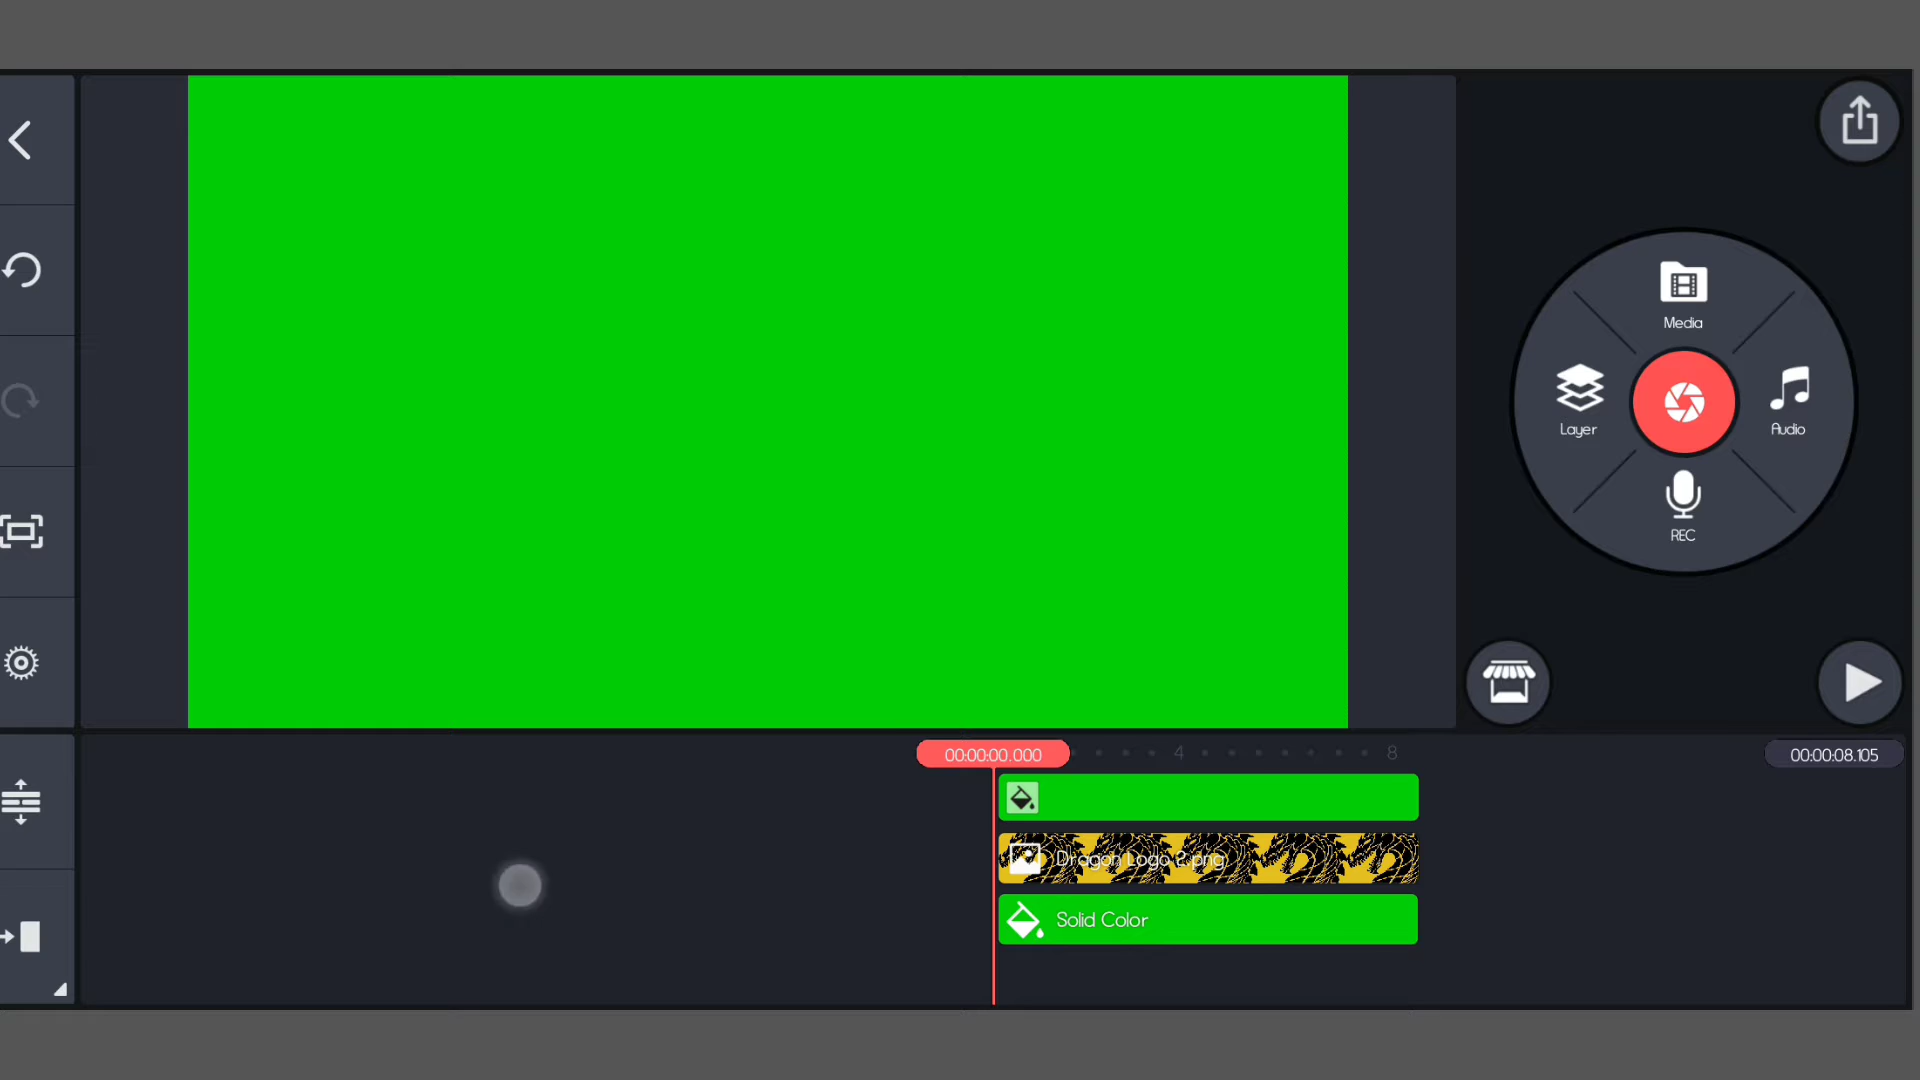 Media
Layer
Audio
REC
00:00:00.000
4
8
00:00:08.105
Dragon Logo 2.png
Solid Color